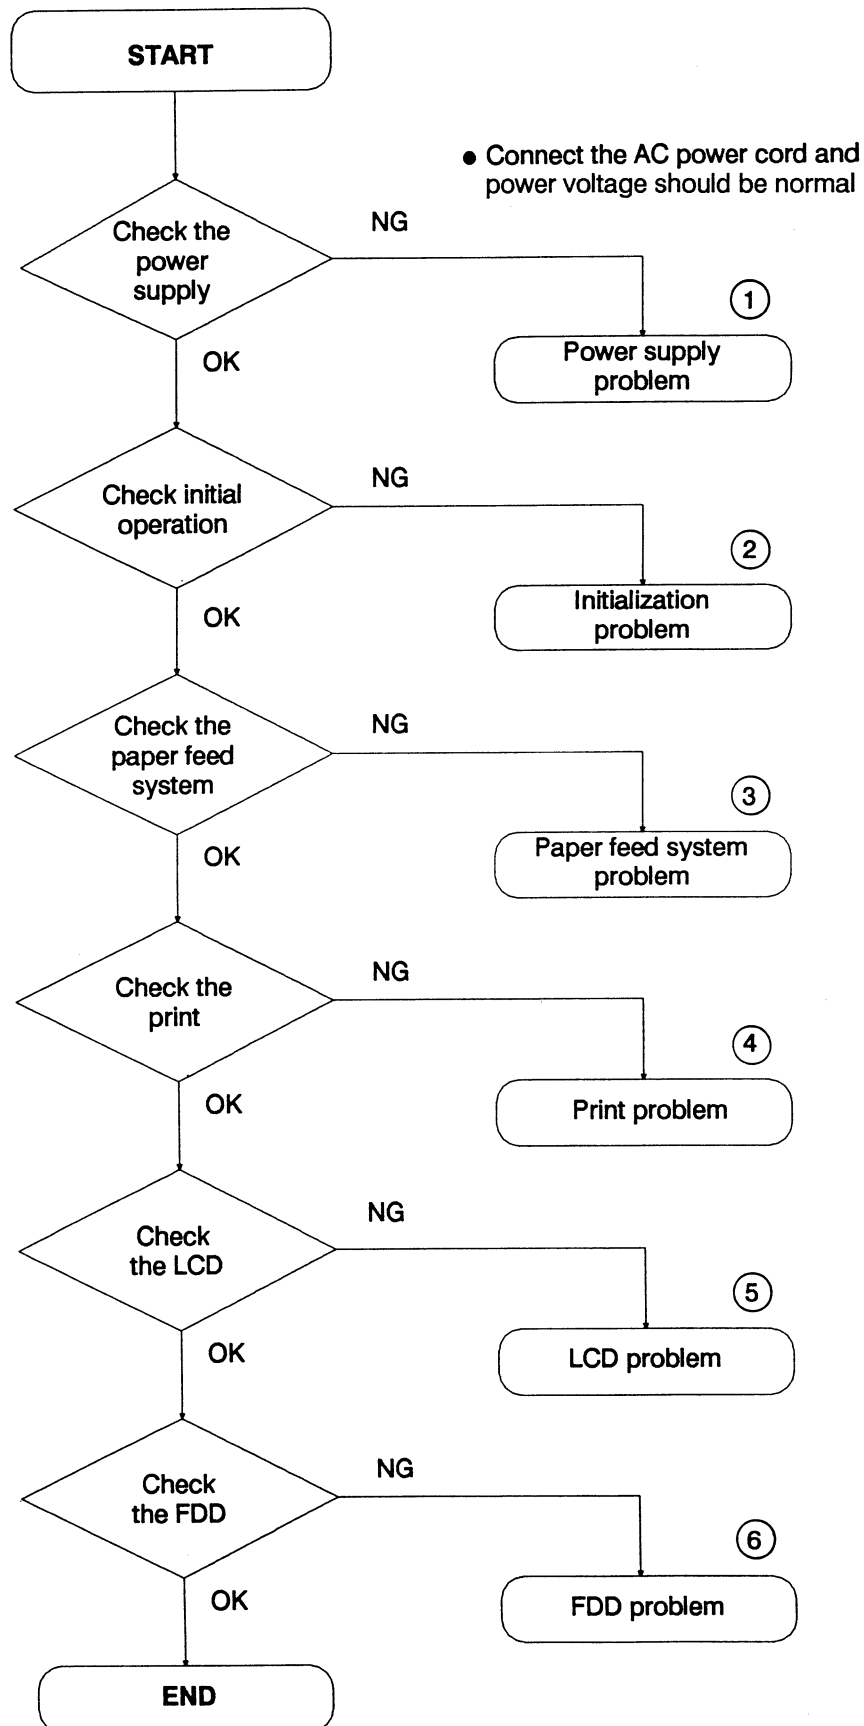 START
● Connect the AC power cord and
power voltage should be normal
Check the
power
supply
NG
OK
1
Power supply
problem
Check initial
operation
NG
OK
2
Initialization
problem
Check the
paper feed
system
NG
OK
3
Paper feed system
problem
Check the
print
NG
OK
4
Print problem
Check
the LCD
NG
OK
5
LCD problem
Check
the FDD
NG
OK
6
FDD problem
END